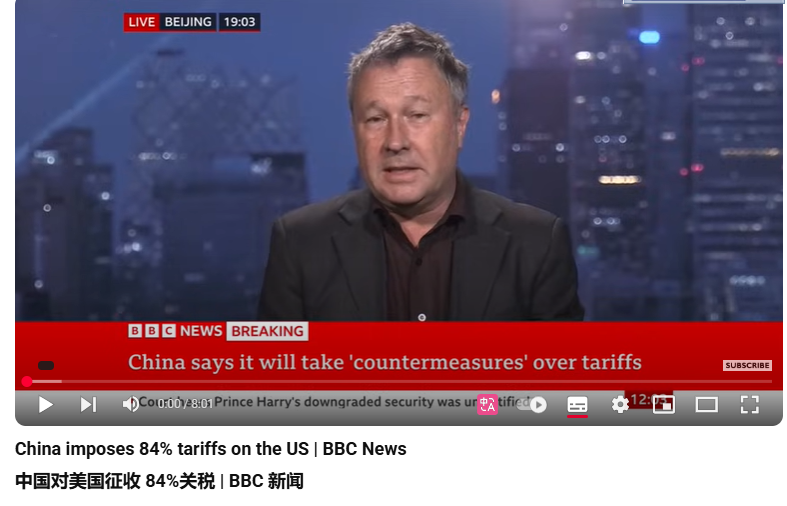 LIVE BEIJING 19:03
BBC NEWS BREAKING
China says it will take 'countermeasures' over tariffs
SUBSCRIBE
Prince Harry's downgraded security was
0:00 / 8:01
China imposes 84% tariffs on the US | BBC News
中国对美国征收 84%关税 | BBC 新闻